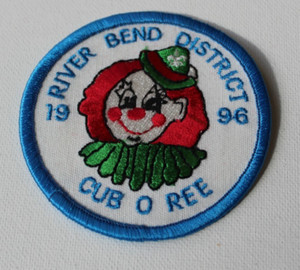 RIVER BEND DISTRICT
19 96
CUB O REE